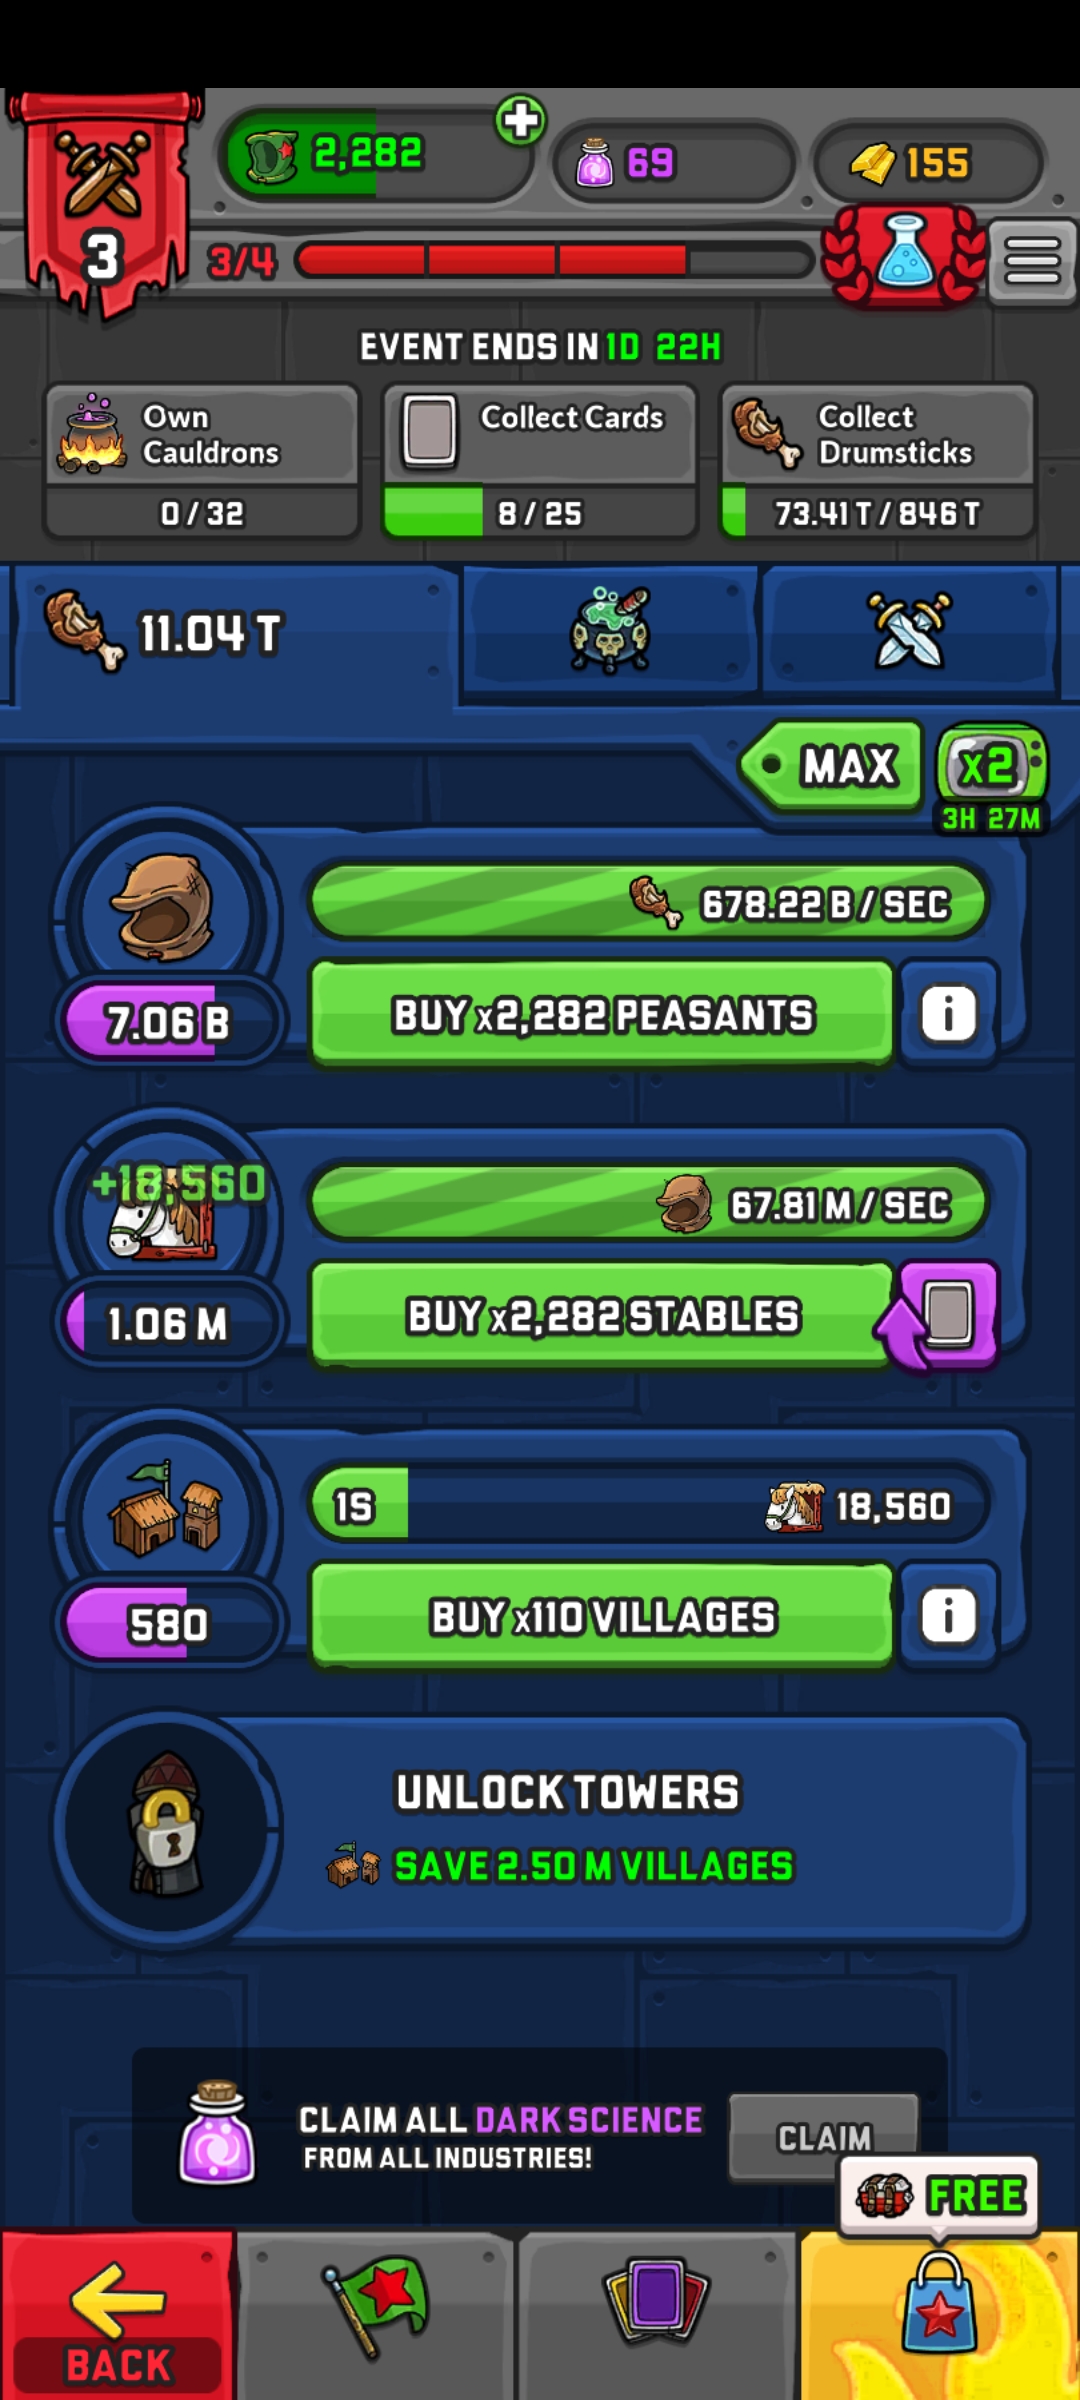 2,282
69
155
3
3/4
EVENT ENDS IN 1D 22H
Own
Cauldrons
0 / 32
Collect Cards
8 / 25
Collect
Drumsticks
73.41 T / 846 T
11.04 T
MAX
x2
3H 27M
678.22 B / SEC
7.06 B
BUY x2,282 PEASANTS
i
+18,560
67.81 M / SEC
1.06 M
BUY x2,282 STABLES
1S
18,560
580
BUY x110 VILLAGES
i
UNLOCK TOWERS
SAVE 2.50 M VILLAGES
CLAIM ALL DARK SCIENCE
FROM ALL INDUSTRIES!
CLAIM
FREE
BACK